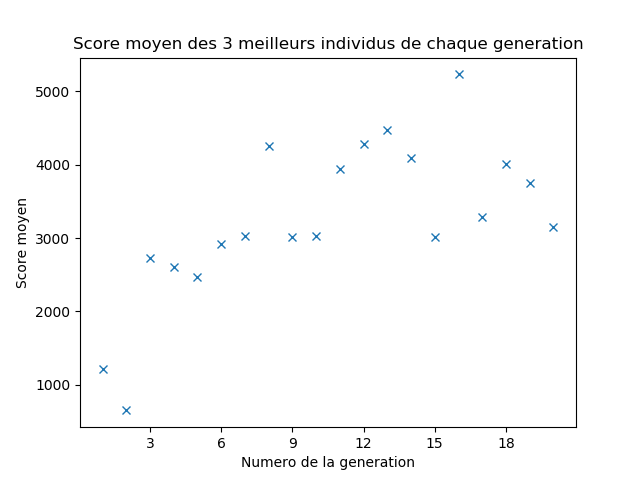 Score moyen des 3 meilleurs individus de chaque generation
5000
4000
3000
2000
1000
Score moyen
3 6 9 12 15 18
Numero de la generation